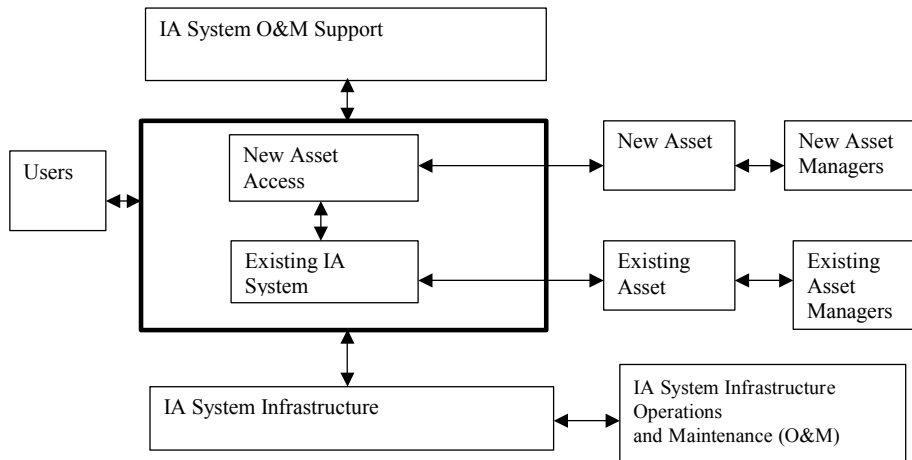 IA System O&M Support
New Asset
Access
New Asset
New Asset
Managers
Users
Existing IA
System
Existing
Asset
Existing
Asset
Managers
IA System Infrastructure
IA System Infrastructure
Operations
and Maintenance (O&M)